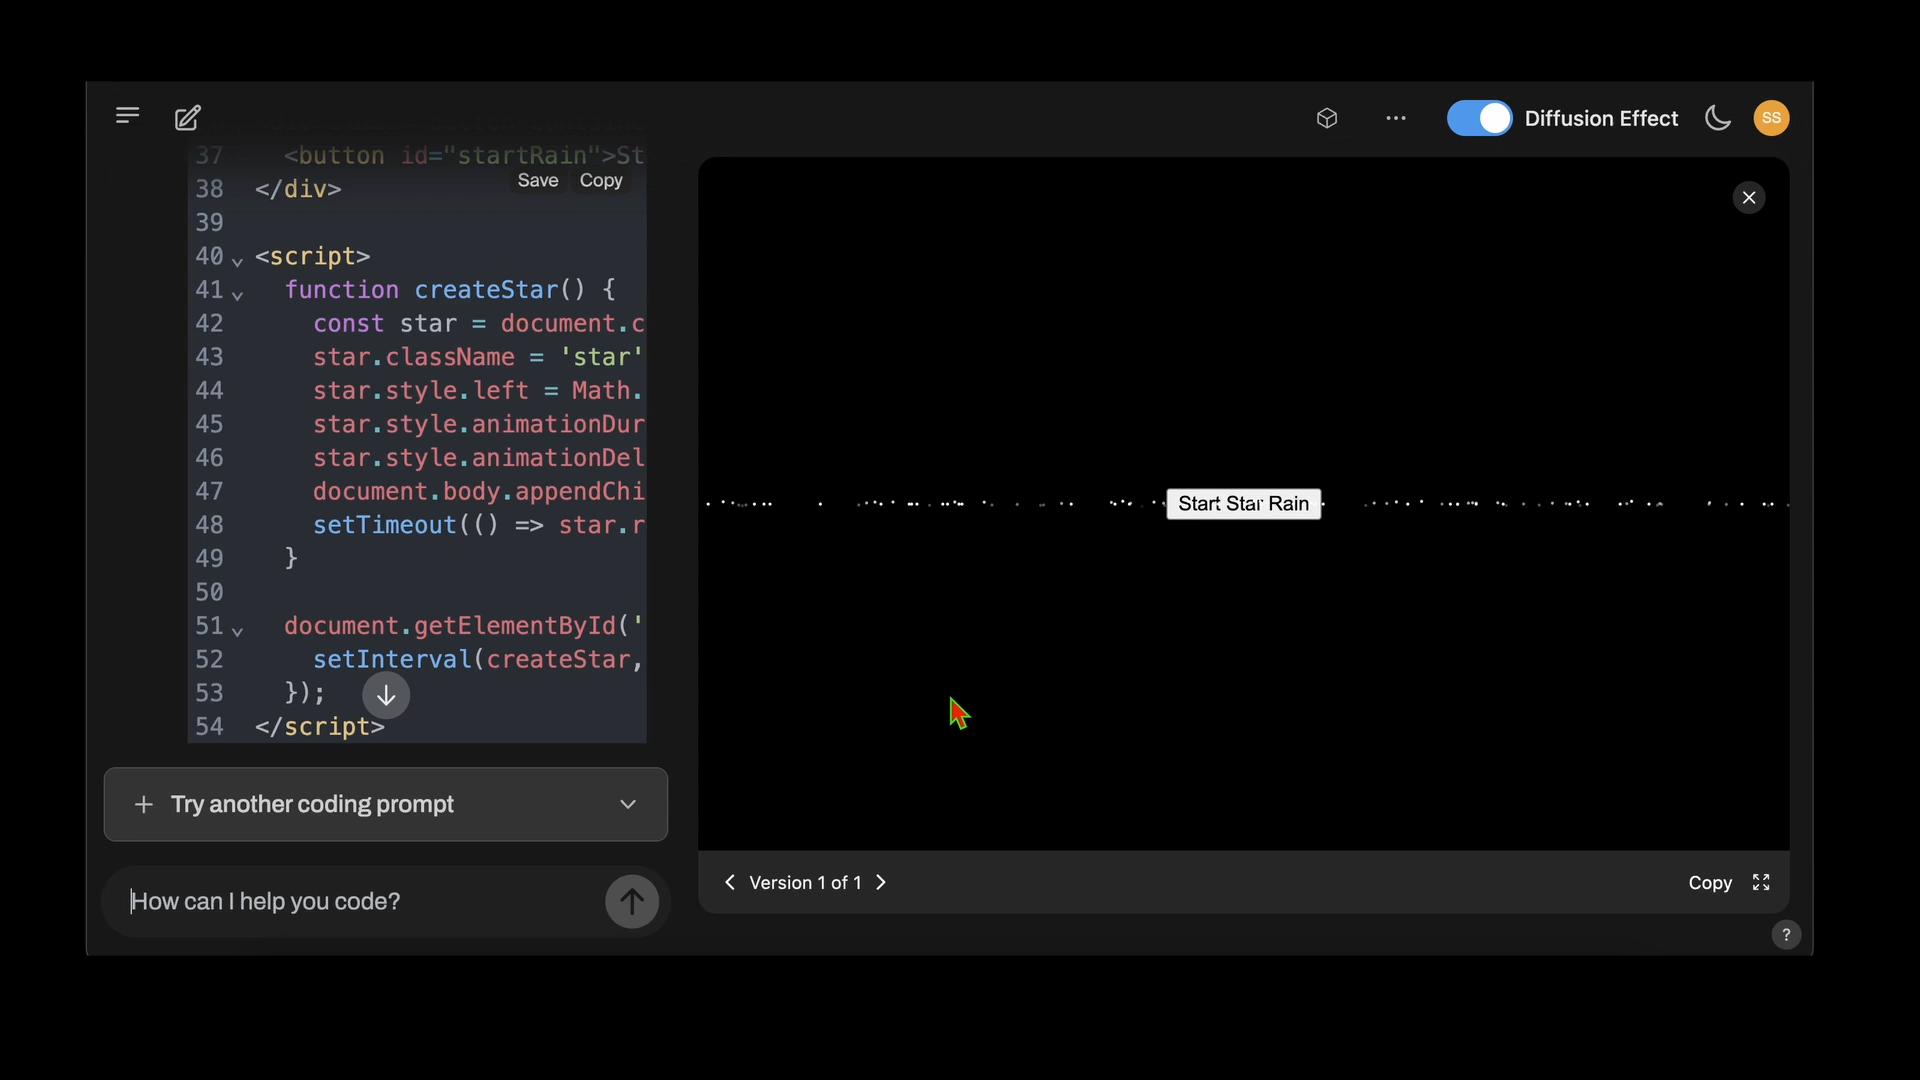 Diffusion Effect
SS
37 <button id="startRain">St
Save Copy
38 </div>
39
40 <script>
41 function createStar() {
42 const star = document.c
43 star.className = 'star'
44 star.style.left = Math.
45 star.style.animationDur
46 star.style.animationDel
47 document.body.appendChi
48 setTimeout(() => star.r
49 }
50
51 document.getElementById('
52 setInterval(createStar,
53 });
54 </script>
+ Try another coding prompt
How can I help you code?
Start Star Rain
Version 1 of 1
Copy
?